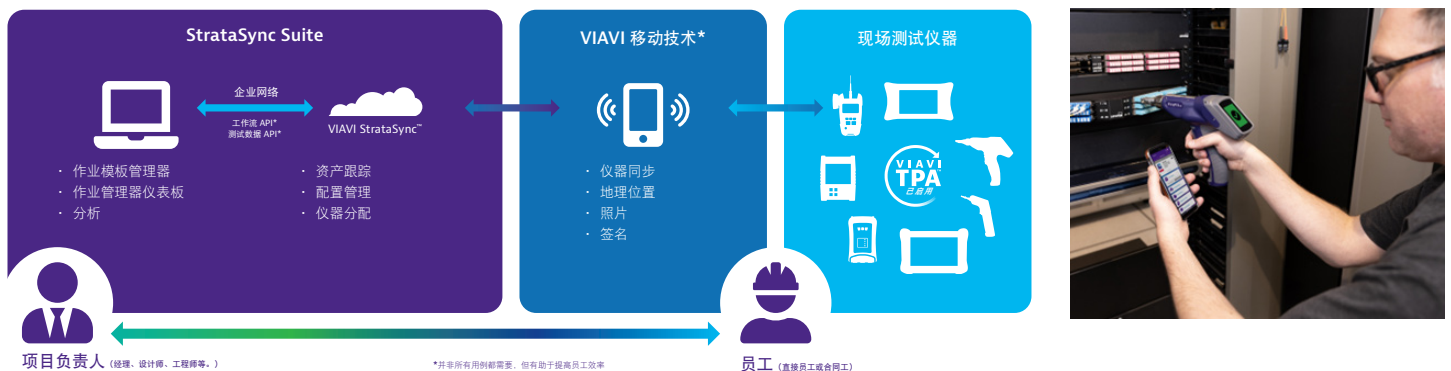 StrataSync Suite
企业网络
工作流 API*
测试数据 API*
VIAVI StrataSync™
· 作业模板管理器
· 作业管理器仪表板
· 分析
· 资产跟踪
· 配置管理
· 仪器分配
VIAVI 移动技术*
· 仪器同步
· 地理位置
· 照片
· 签名
现场测试仪器
VIAVI
TPA
已启用
项目负责人 (经理、设计师、工程师等。)
*并非所有用例都需要，但有助于提高员工效率
员工 (直接员工或合同工)